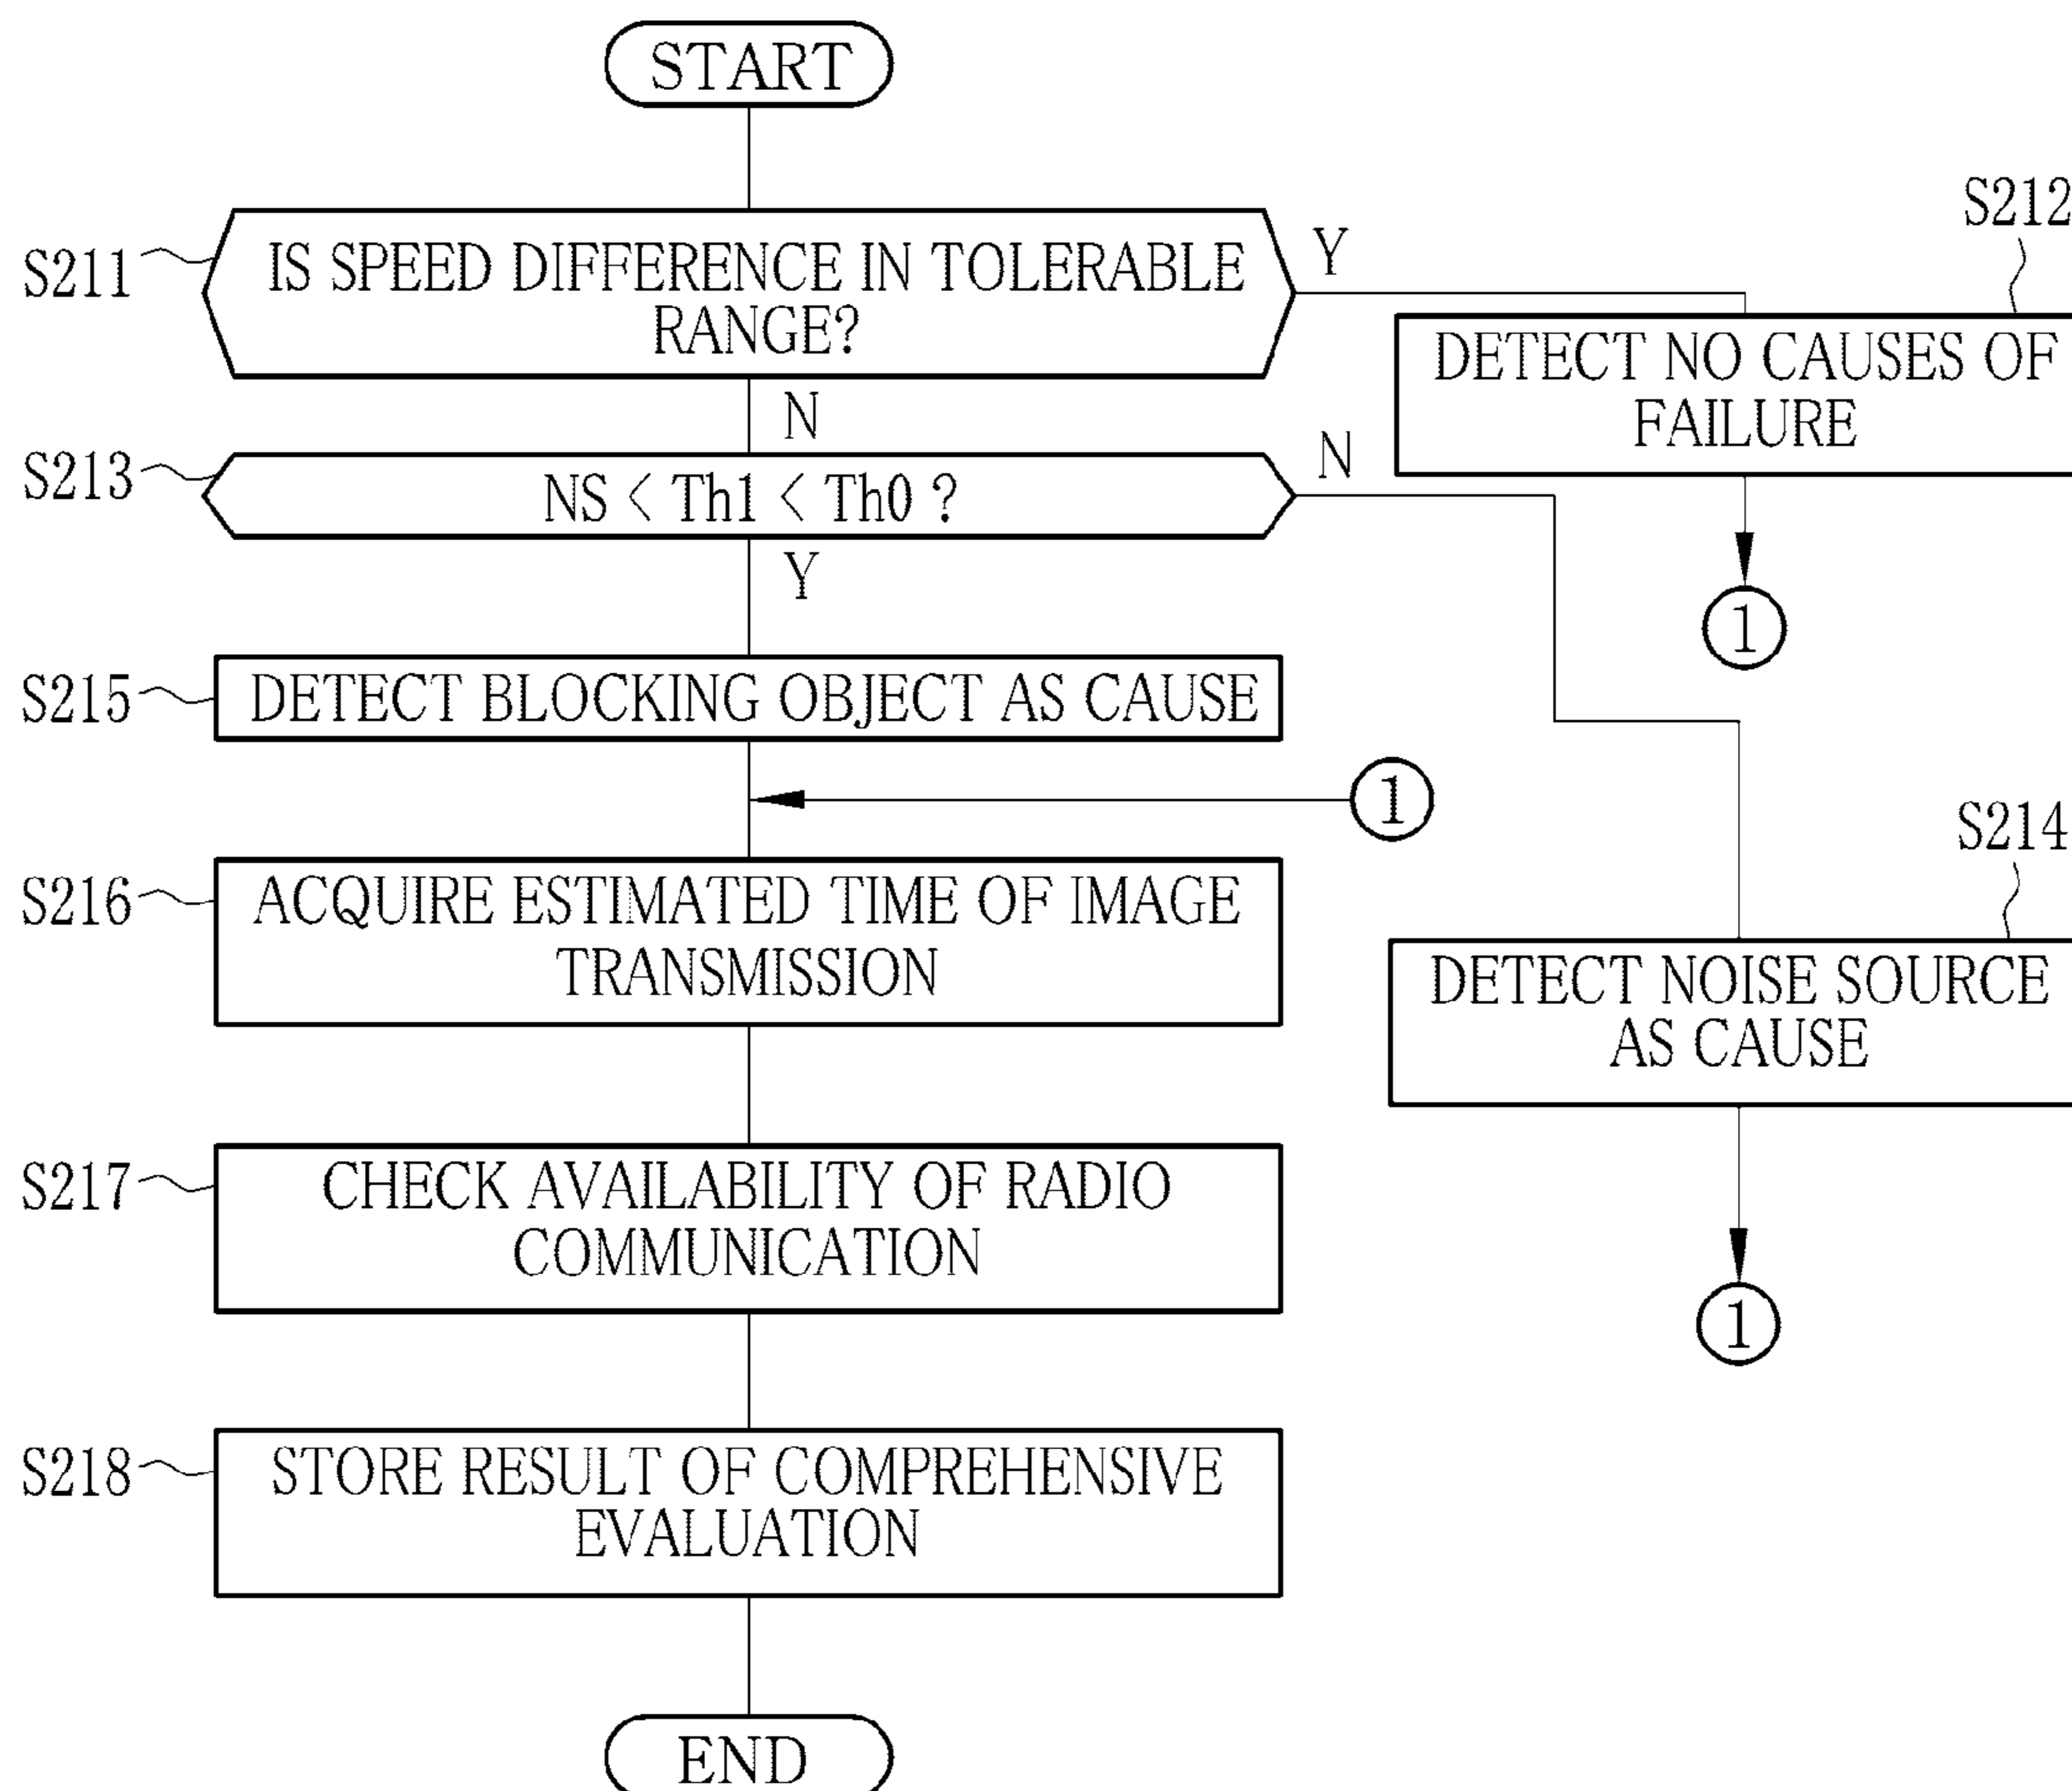 START
S211
IS SPEED DIFFERENCE IN TOLERABLE
RANGE?
Y
S212
DETECT NO CAUSES OF
FAILURE
1
N
S213
NS < Th1 < Th0 ?
N
Y
S215
DETECT BLOCKING OBJECT AS CAUSE
1
S214
DETECT NOISE SOURCE
AS CAUSE
1
S216
ACQUIRE ESTIMATED TIME OF IMAGE
TRANSMISSION
S217
CHECK AVAILABILITY OF RADIO
COMMUNICATION
S218
STORE RESULT OF COMPREHENSIVE
EVALUATION
END